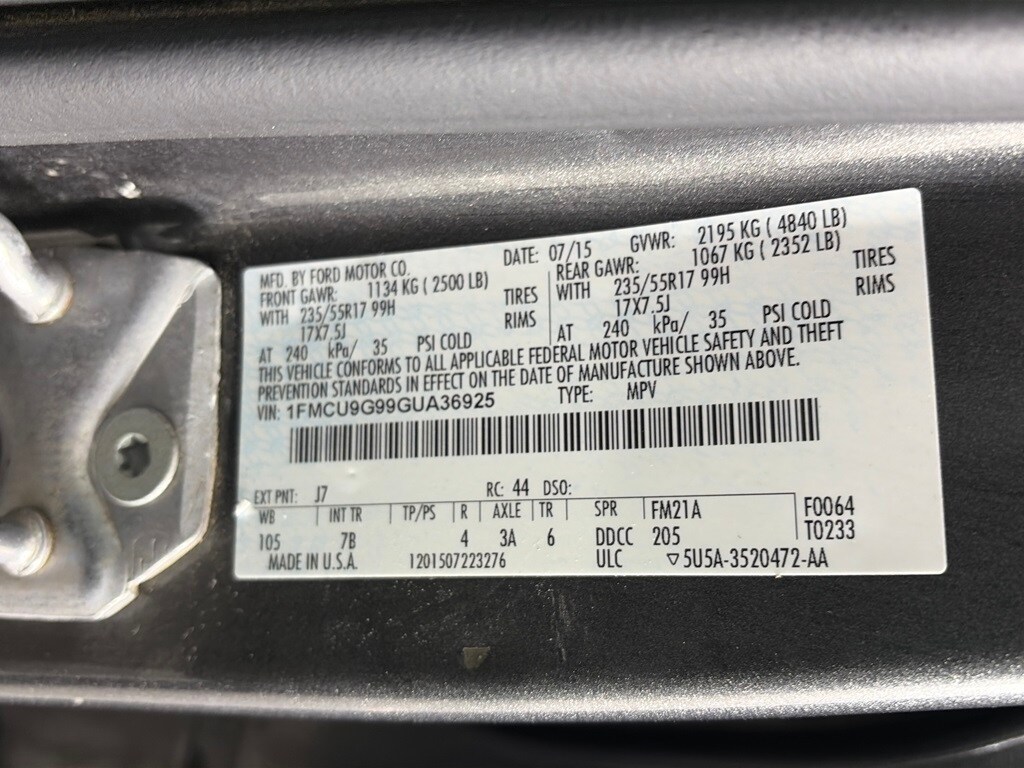 MFD. BY FORD MOTOR CO. DATE: 07/15 GVWR: 2195 KG ( 4840 LB)
FRONT GAWR: 1134 KG ( 2500 LB) REAR GAWR: 1067 KG ( 2352 LB)
WITH 235/55R17 99H TIRES WITH 235/55R17 99H TIRES
17X7.5J RIMS 17X7.5J RIMS
AT 240 kPa/ 35 PSI COLD AT 240 kPa/ 35 PSI COLD
THIS VEHICLE CONFORMS TO ALL APPLICABLE FEDERAL MOTOR VEHICLE SAFETY AND THEFT
PREVENTION STANDARDS IN EFFECT ON THE DATE OF MANUFACTURE SHOWN ABOVE.
VIN: 1FMCU9G99GUA36925 TYPE: MPV
EXT PNT: J7 RC: 44 DSO:
WB INT TR TP/PS R AXLE TR SPR FM21A F0064
105 7B 4 3A 6 DDCC 205 T0233
MADE IN U.S.A. 1201507223276 ULC ▽5U5A-3520472-AA